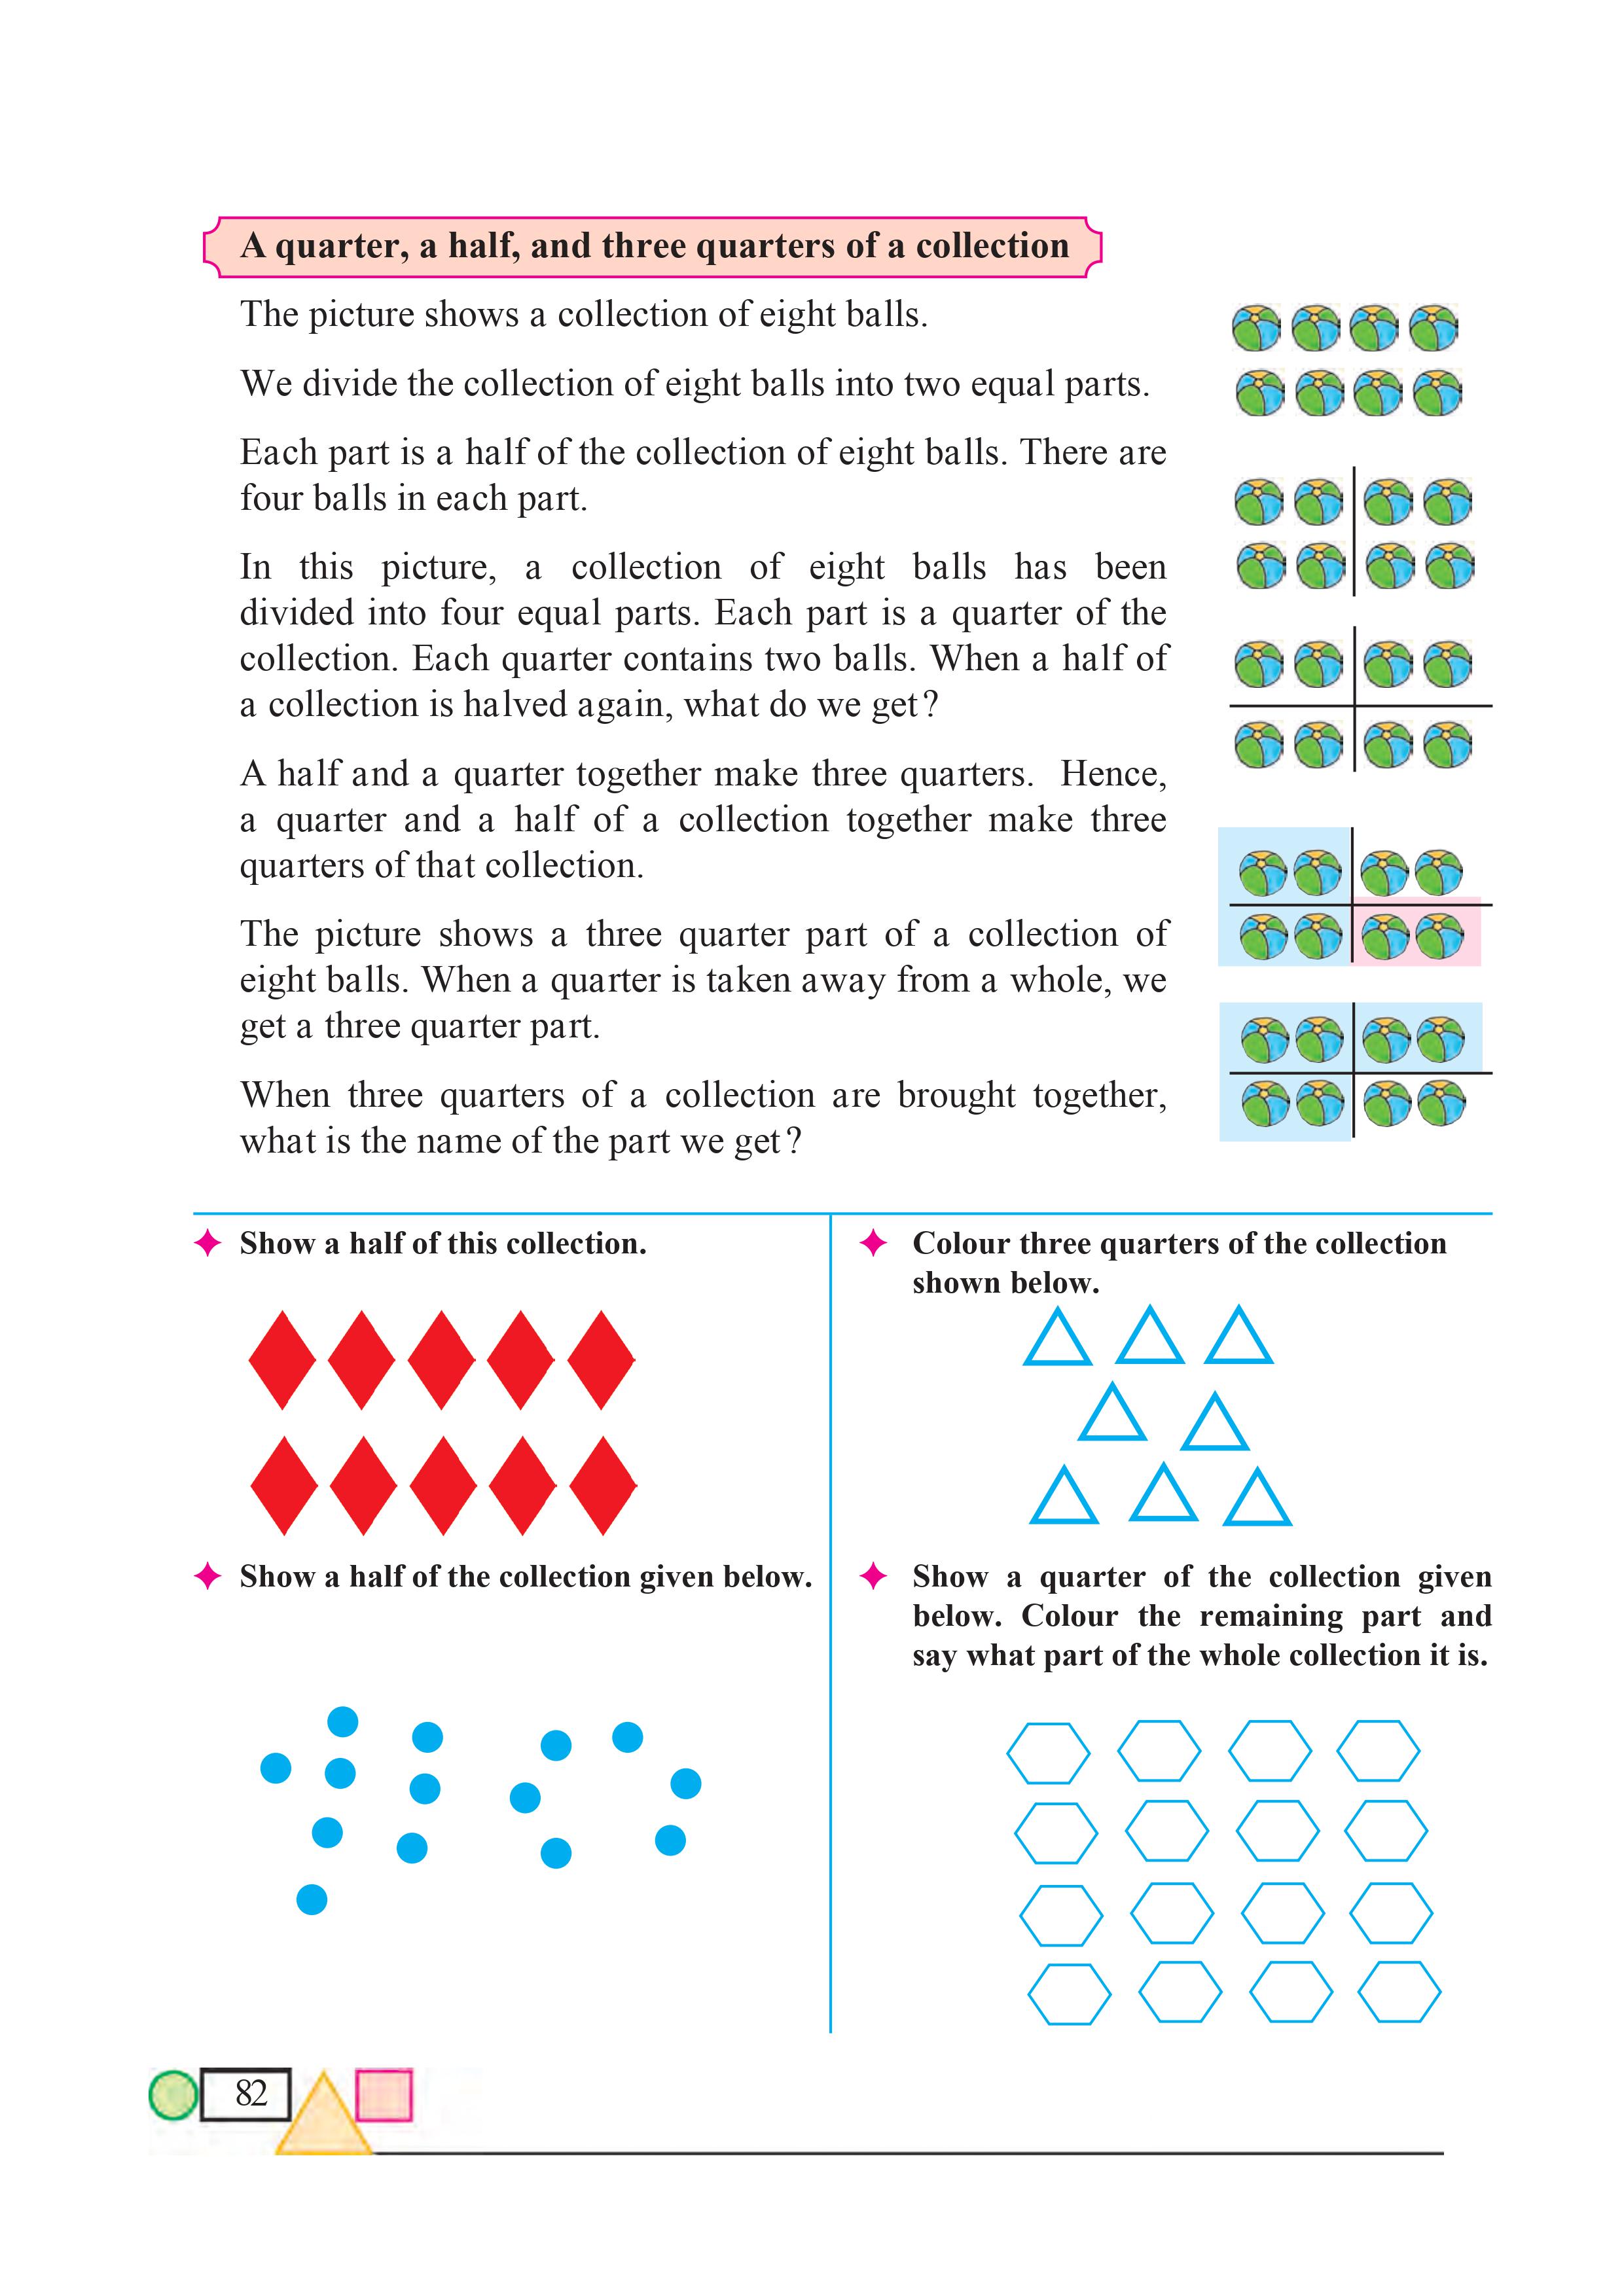 A quarter, a half, and three quarters of a collection
The picture shows a collection of eight balls.
We divide the collection of eight balls into two equal parts.
Each part is a half of the collection of eight balls. There are
four balls in each part.
In this picture, a collection of eight balls has been
divided into four equal parts. Each part is a quarter of the
collection. Each quarter contains two balls. When a half of
a collection is halved again, what do we get?
A half and a quarter together make three quarters. Hence,
a quarter and a half of a collection together make three
quarters of that collection.
The picture shows a three quarter part of a collection of
eight balls. When a quarter is taken away from a whole, we
get a three quarter part.
When three quarters of a collection are brought together,
what is the name of the part we get?
Show a half of this collection.
Show a half of the collection given below.
Colour three quarters of the collection
shown below.
Show a quarter of the collection given
below. Colour the remaining part and
say what part of the whole collection it is.
82